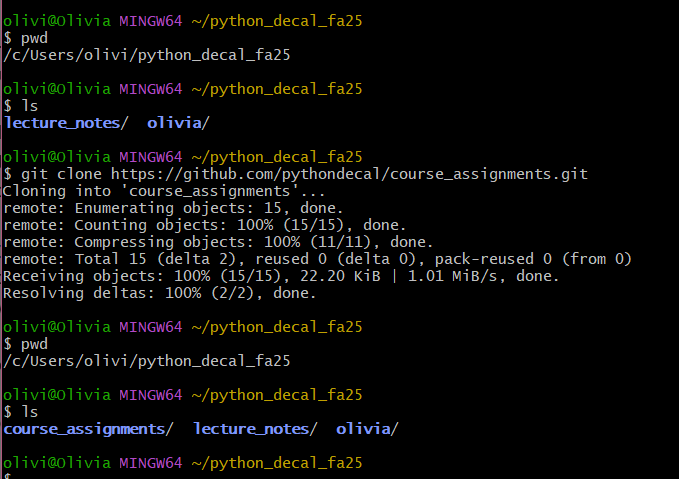 olivi@Olivia MINGW64 ~/python_decal_fa25
$ pwd
/c/Users/olivi/python_decal_fa25
olivi@Olivia MINGW64 ~/python_decal_fa25
$ ls
lecture_notes/  olivia/
olivi@Olivia MINGW64 ~/python_decal_fa25
$ git clone https://github.com/pythondecal/course_assignments.git
Cloning into 'course_assignments'...
remote: Enumerating objects: 15, done.
remote: Counting objects: 100% (15/15), done.
remote: Compressing objects: 100% (11/11), done.
remote: Total 15 (delta 2), reused 0 (delta 0), pack-reused 0 (from 0)
Receiving objects: 100% (15/15), 22.20 KiB | 1.01 MiB/s, done.
Resolving deltas: 100% (2/2), done.
olivi@Olivia MINGW64 ~/python_decal_fa25
$ pwd
/c/Users/olivi/python_decal_fa25
olivi@Olivia MINGW64 ~/python_decal_fa25
$ ls
course_assignments/  lecture_notes/  olivia/
olivi@Olivia MINGW64 ~/python_decal_fa25
$